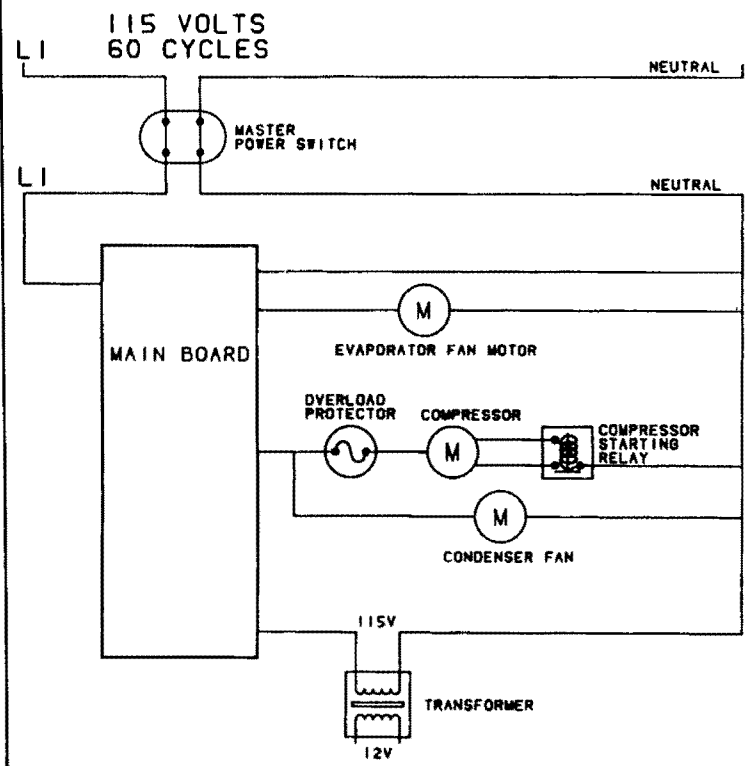 115 VOLTS
60 CYCLES
L1
NEUTRAL
MASTER
POWER SWITCH
L1
NEUTRAL
MAIN BOARD
M
EVAPORATOR FAN MOTOR
OVERLOAD
PROTECTOR
COMPRESSOR
M
COMPRESSOR
STARTING
RELAY
M
CONDENSER FAN
115V
TRANSFORMER
12V